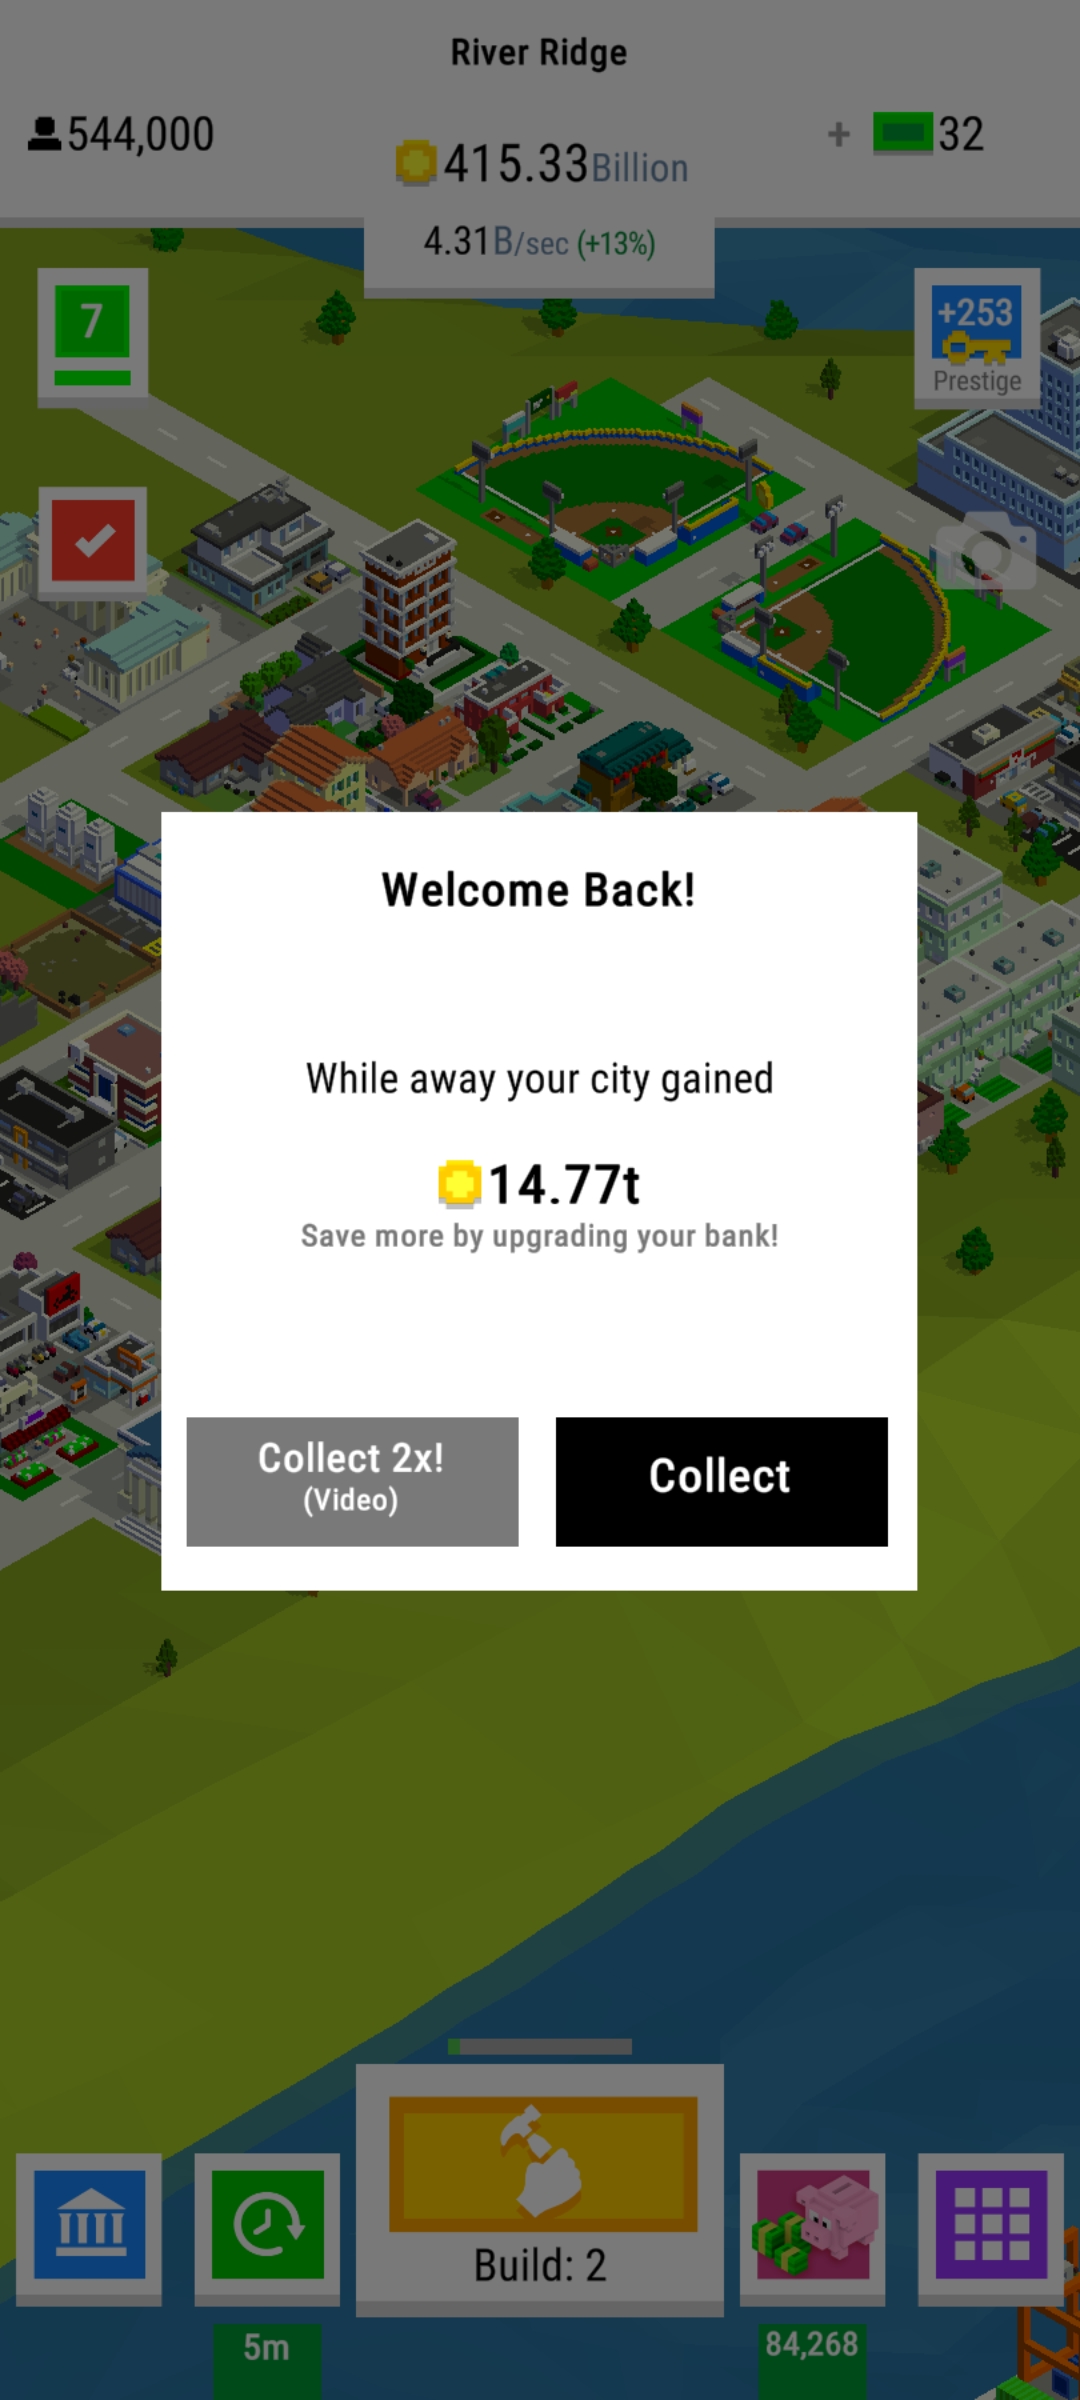 River Ridge
544,000
415.33Billion
+ 32
4.31B/sec (+13%)
7
+253
Prestige
Welcome Back!
While away your city gained
14.77t
Save more by upgrading your bank!
Collect 2x!
(Video)
Collect
Build: 2
5m
84,268